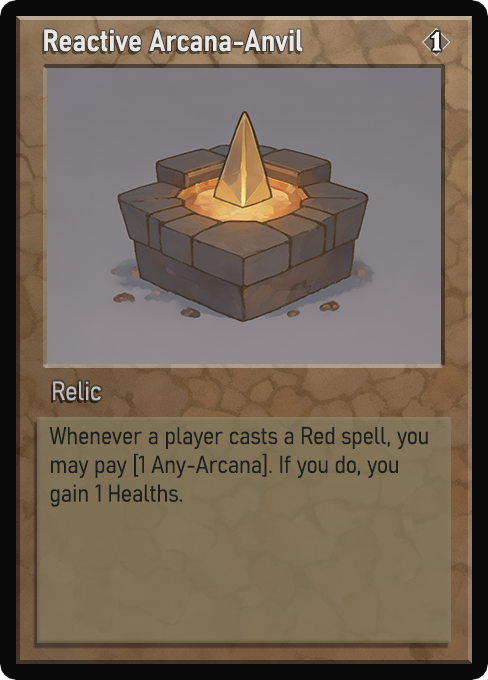 Reactive Arcana-Anvil
1
Relic
Whenever a player casts a Red spell, you
may pay [1 Any-Arcana]. If you do, you
gain 1 Healths.